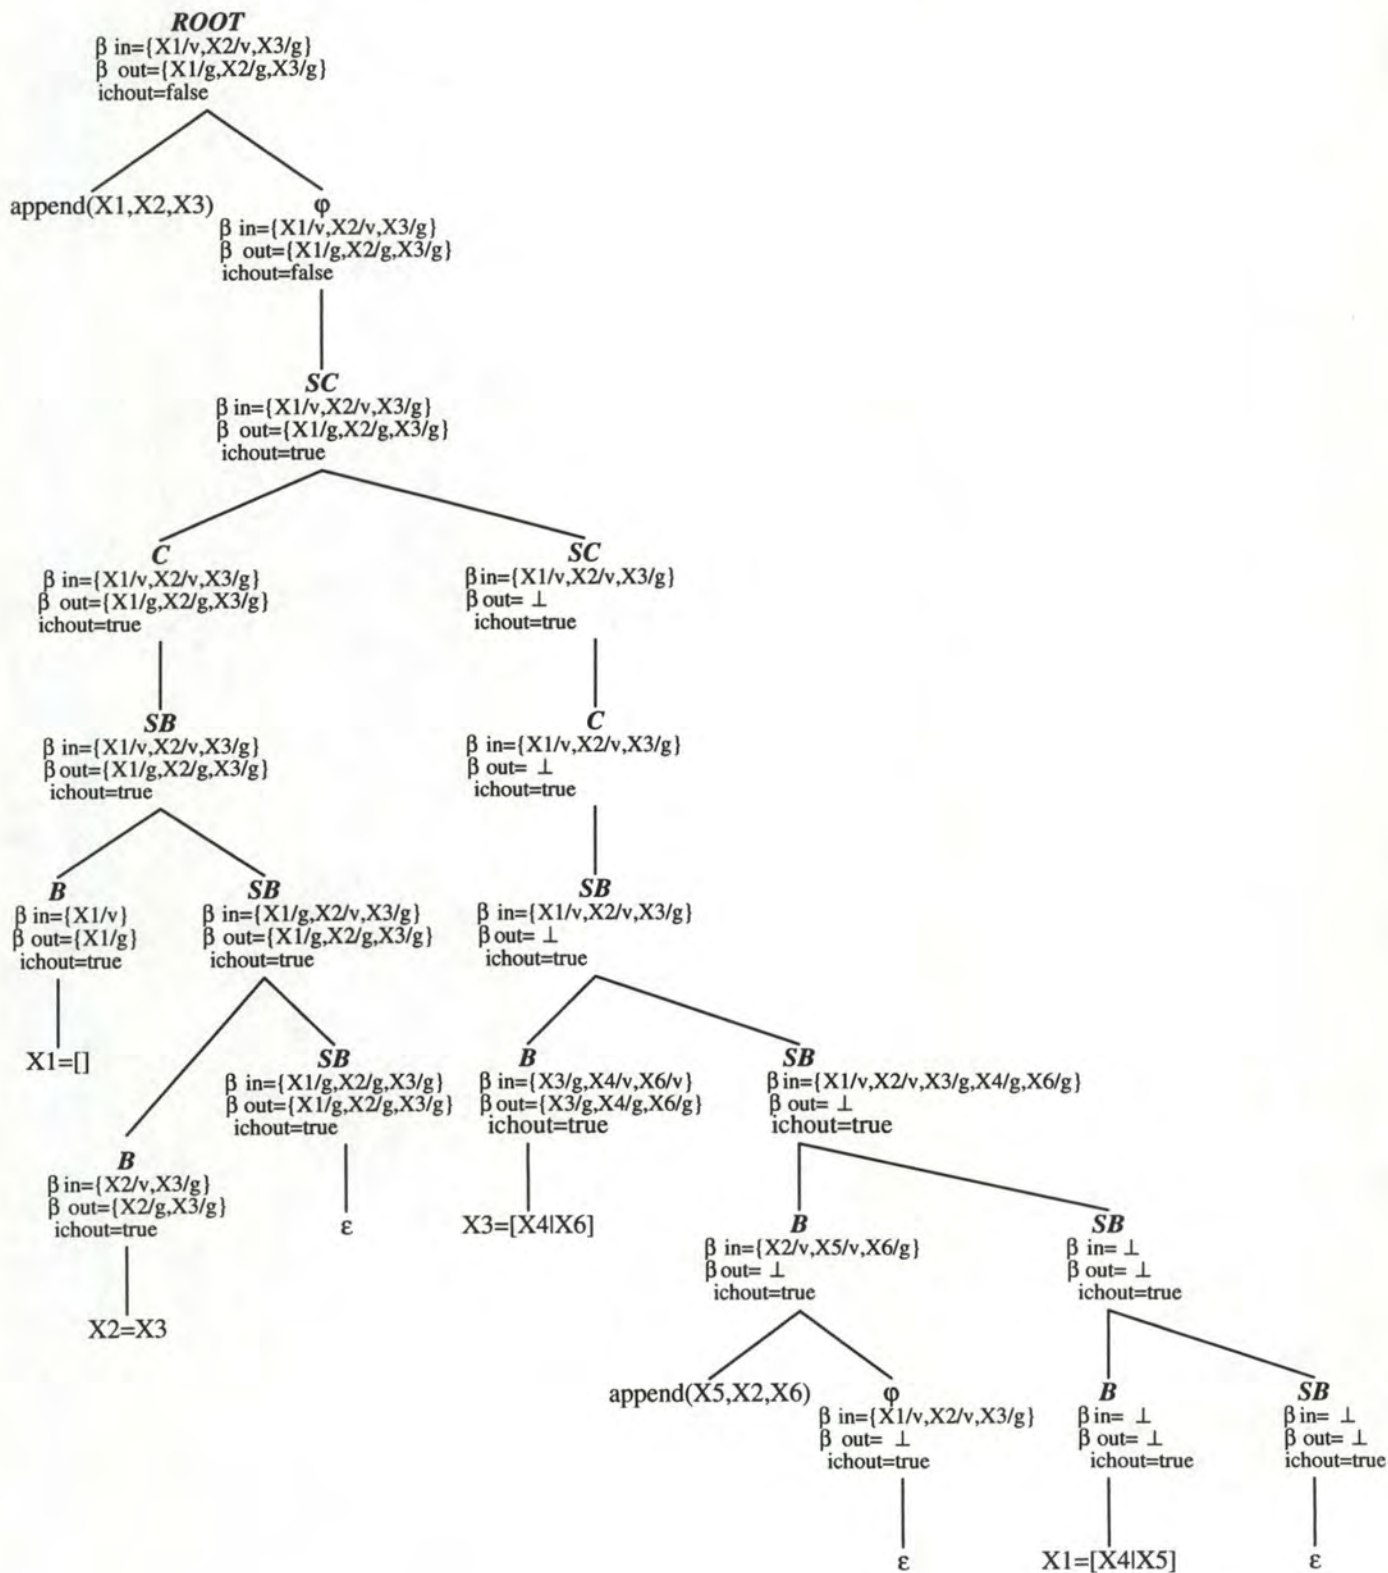 ROOT
β in={X1/v,X2/v,X3/g}
β out={X1/g,X2/g,X3/g}
ichout=false
append(X1,X2,X3)
φ
β in={X1/v,X2/v,X3/g}
β out={X1/g,X2/g,X3/g}
ichout=false
SC
β in={X1/v,X2/v,X3/g}
β out={X1/g,X2/g,X3/g}
ichout=true
C
β in={X1/v,X2/v,X3/g}
β out={X1/g,X2/g,X3/g}
ichout=true
SC
β in={X1/v,X2/v,X3/g}
β out= ⊥
ichout=true
SB
β in={X1/v,X2/v,X3/g}
β out={X1/g,X2/g,X3/g}
ichout=true
C
β in={X1/v,X2/v,X3/g}
β out= ⊥
ichout=true
B
β in={X1/v}
β out={X1/g}
ichout=true
SB
β in={X1/g,X2/v,X3/g}
β out={X1/g,X2/g,X3/g}
ichout=true
SB
β in={X1/v,X2/v,X3/g}
β out= ⊥
ichout=true
X1=[]
SB
β in={X1/g,X2/g,X3/g}
β out={X1/g,X2/g,X3/g}
ichout=true
B
β in={X3/g,X4/v,X6/v}
β out={X3/g,X4/g,X6/g}
ichout=true
SB
β in={X1/v,X2/v,X3/g,X4/g,X6/g}
β out= ⊥
ichout=true
B
β in={X2/v,X3/g}
β out={X2/g,X3/g}
ichout=true
ε
X3=[X4|X6]
B
β in={X2/v,X5/v,X6/g}
β out= ⊥
ichout=true
SB
β in= ⊥
β out= ⊥
ichout=true
X2=X3
append(X5,X2,X6)
φ
β in={X1/v,X2/v,X3/g}
β out= ⊥
ichout=true
B
β in= ⊥
β out= ⊥
ichout=true
SB
β in= ⊥
β out= ⊥
ichout=true
ε
X1=[X4|X5]
ε